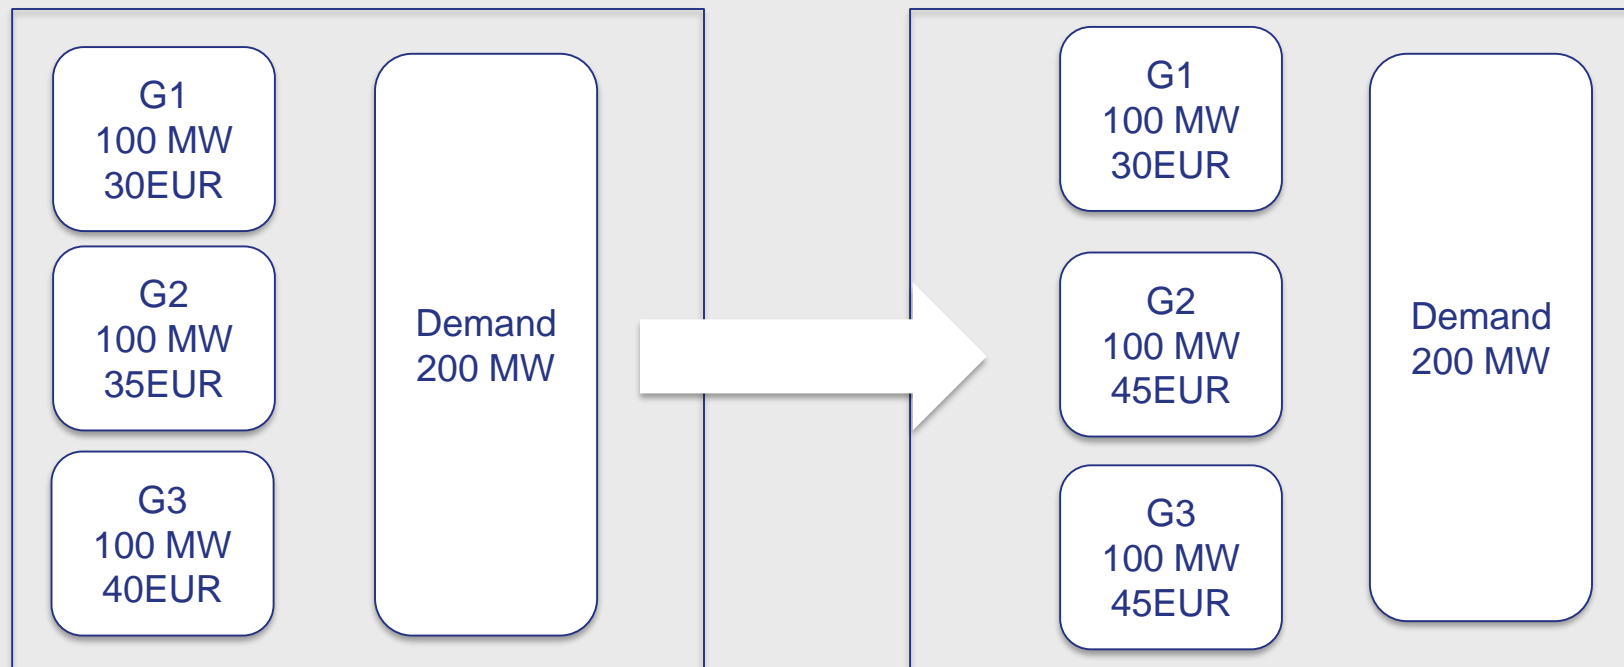 G1
100 MW
30EUR
G2
100 MW
35EUR
G3
100 MW
40EUR
Demand
200 MW
G1
100 MW
30EUR
G2
100 MW
45EUR
G3
100 MW
45EUR
Demand
200 MW